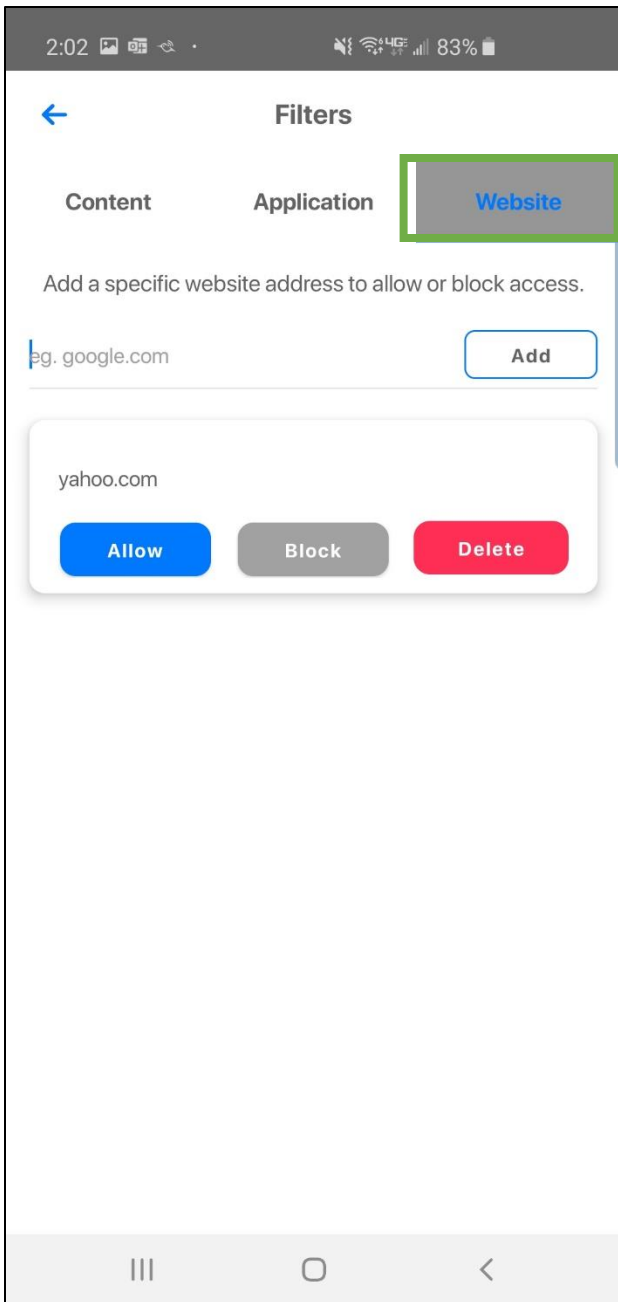 2:02 4GE 83%
Filters
Content Application Website
Add a specific website address to allow or block access.
eg. google.com Add
yahoo.com
Allow Block Delete